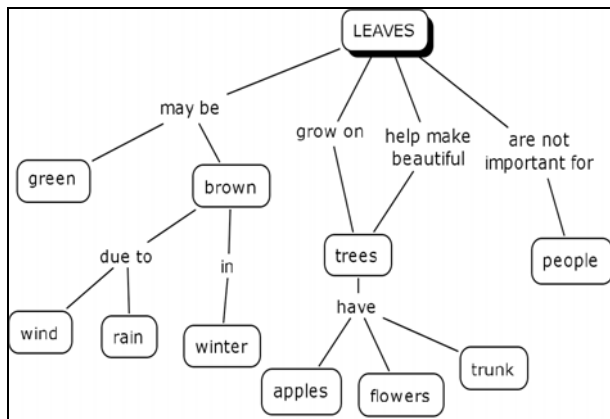 LEAVES
may be
grow on
help make
beautiful
are not
important for
green
brown
trees
people
due to
in
have
wind
rain
winter
apples
flowers
trunk